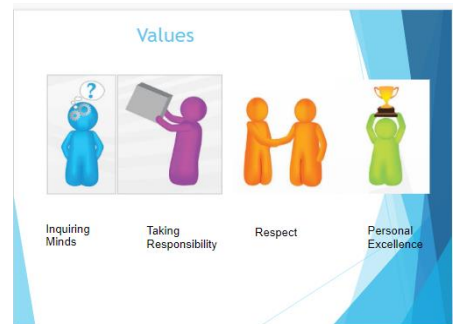 Values
?
Inquiring
Minds
Taking
Responsibility
Respect
Personal
Excellence